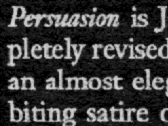 Persuasion is J
pletely revised
an almost eleg
biting satire